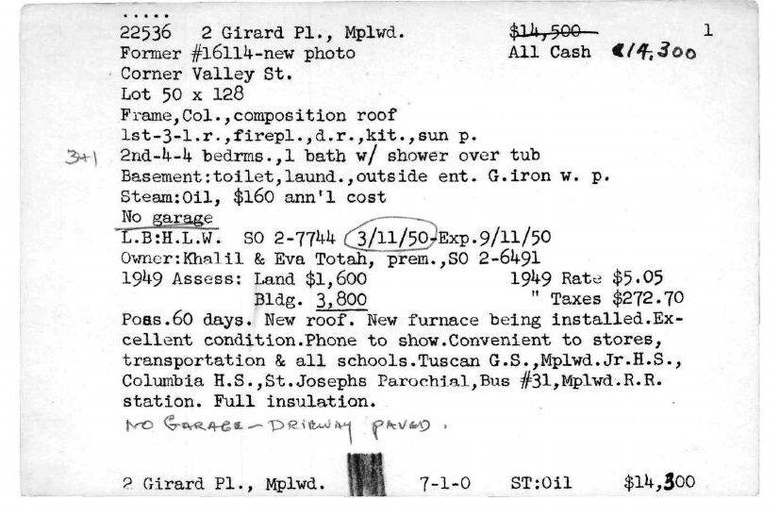 .....
22536 2 Girard Pl., Mplwd. $14,500 1
Former #16114-new photo All Cash 14,300
Corner Valley St.
Lot 50 x 128
Frame,Col.,composition roof
1st-3-l.r.,firepl.,d.r.,kit.,sun p.
3+1 2nd-4-4 bedrms.,1 bath w/ shower over tub
Basement:toilet,laund.,outside ent. G.iron w. p.
Steam:Oil, $160 ann'l cost
No garage
L.B:H.L.W. SO 2-7744 3/11/50-Exp.9/11/50
Owner:Khalil & Eva Totah, prem.,SO 2-6491
1949 Assess: Land $1,600 1949 Rate $5.05
Bldg. 3,800 " Taxes $272.70
Poss.60 days. New roof. New furnace being installed.Ex-
cellent condition.Phone to show.Convenient to stores,
transportation & all schools.Tuscan G.S.,Mplwd.Jr.H.S.,
Columbia H.S.,St.Josephs Parochial,Bus #31,Mplwd.R.R.
station. Full insulation.
NO GARAGE - DRIEWAY PAVED.
2 Girard Pl., Mplwd. 7-1-0 ST:Oil $14,300